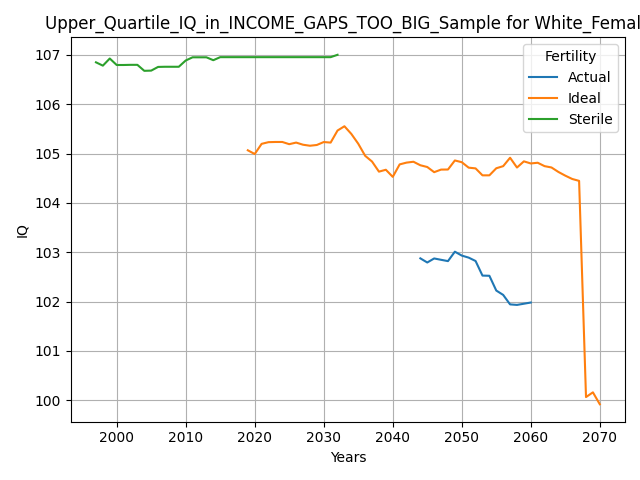 Upper_Quartile_IQ_in_INCOME_GAPS_TOO_BIG_Sample for White_Femal
107
106
105
104
103
102
101
100
IQ
Fertility
Actual
Ideal
Sterile
2000 2010 2020 2030 2040 2050 2060 2070
Years